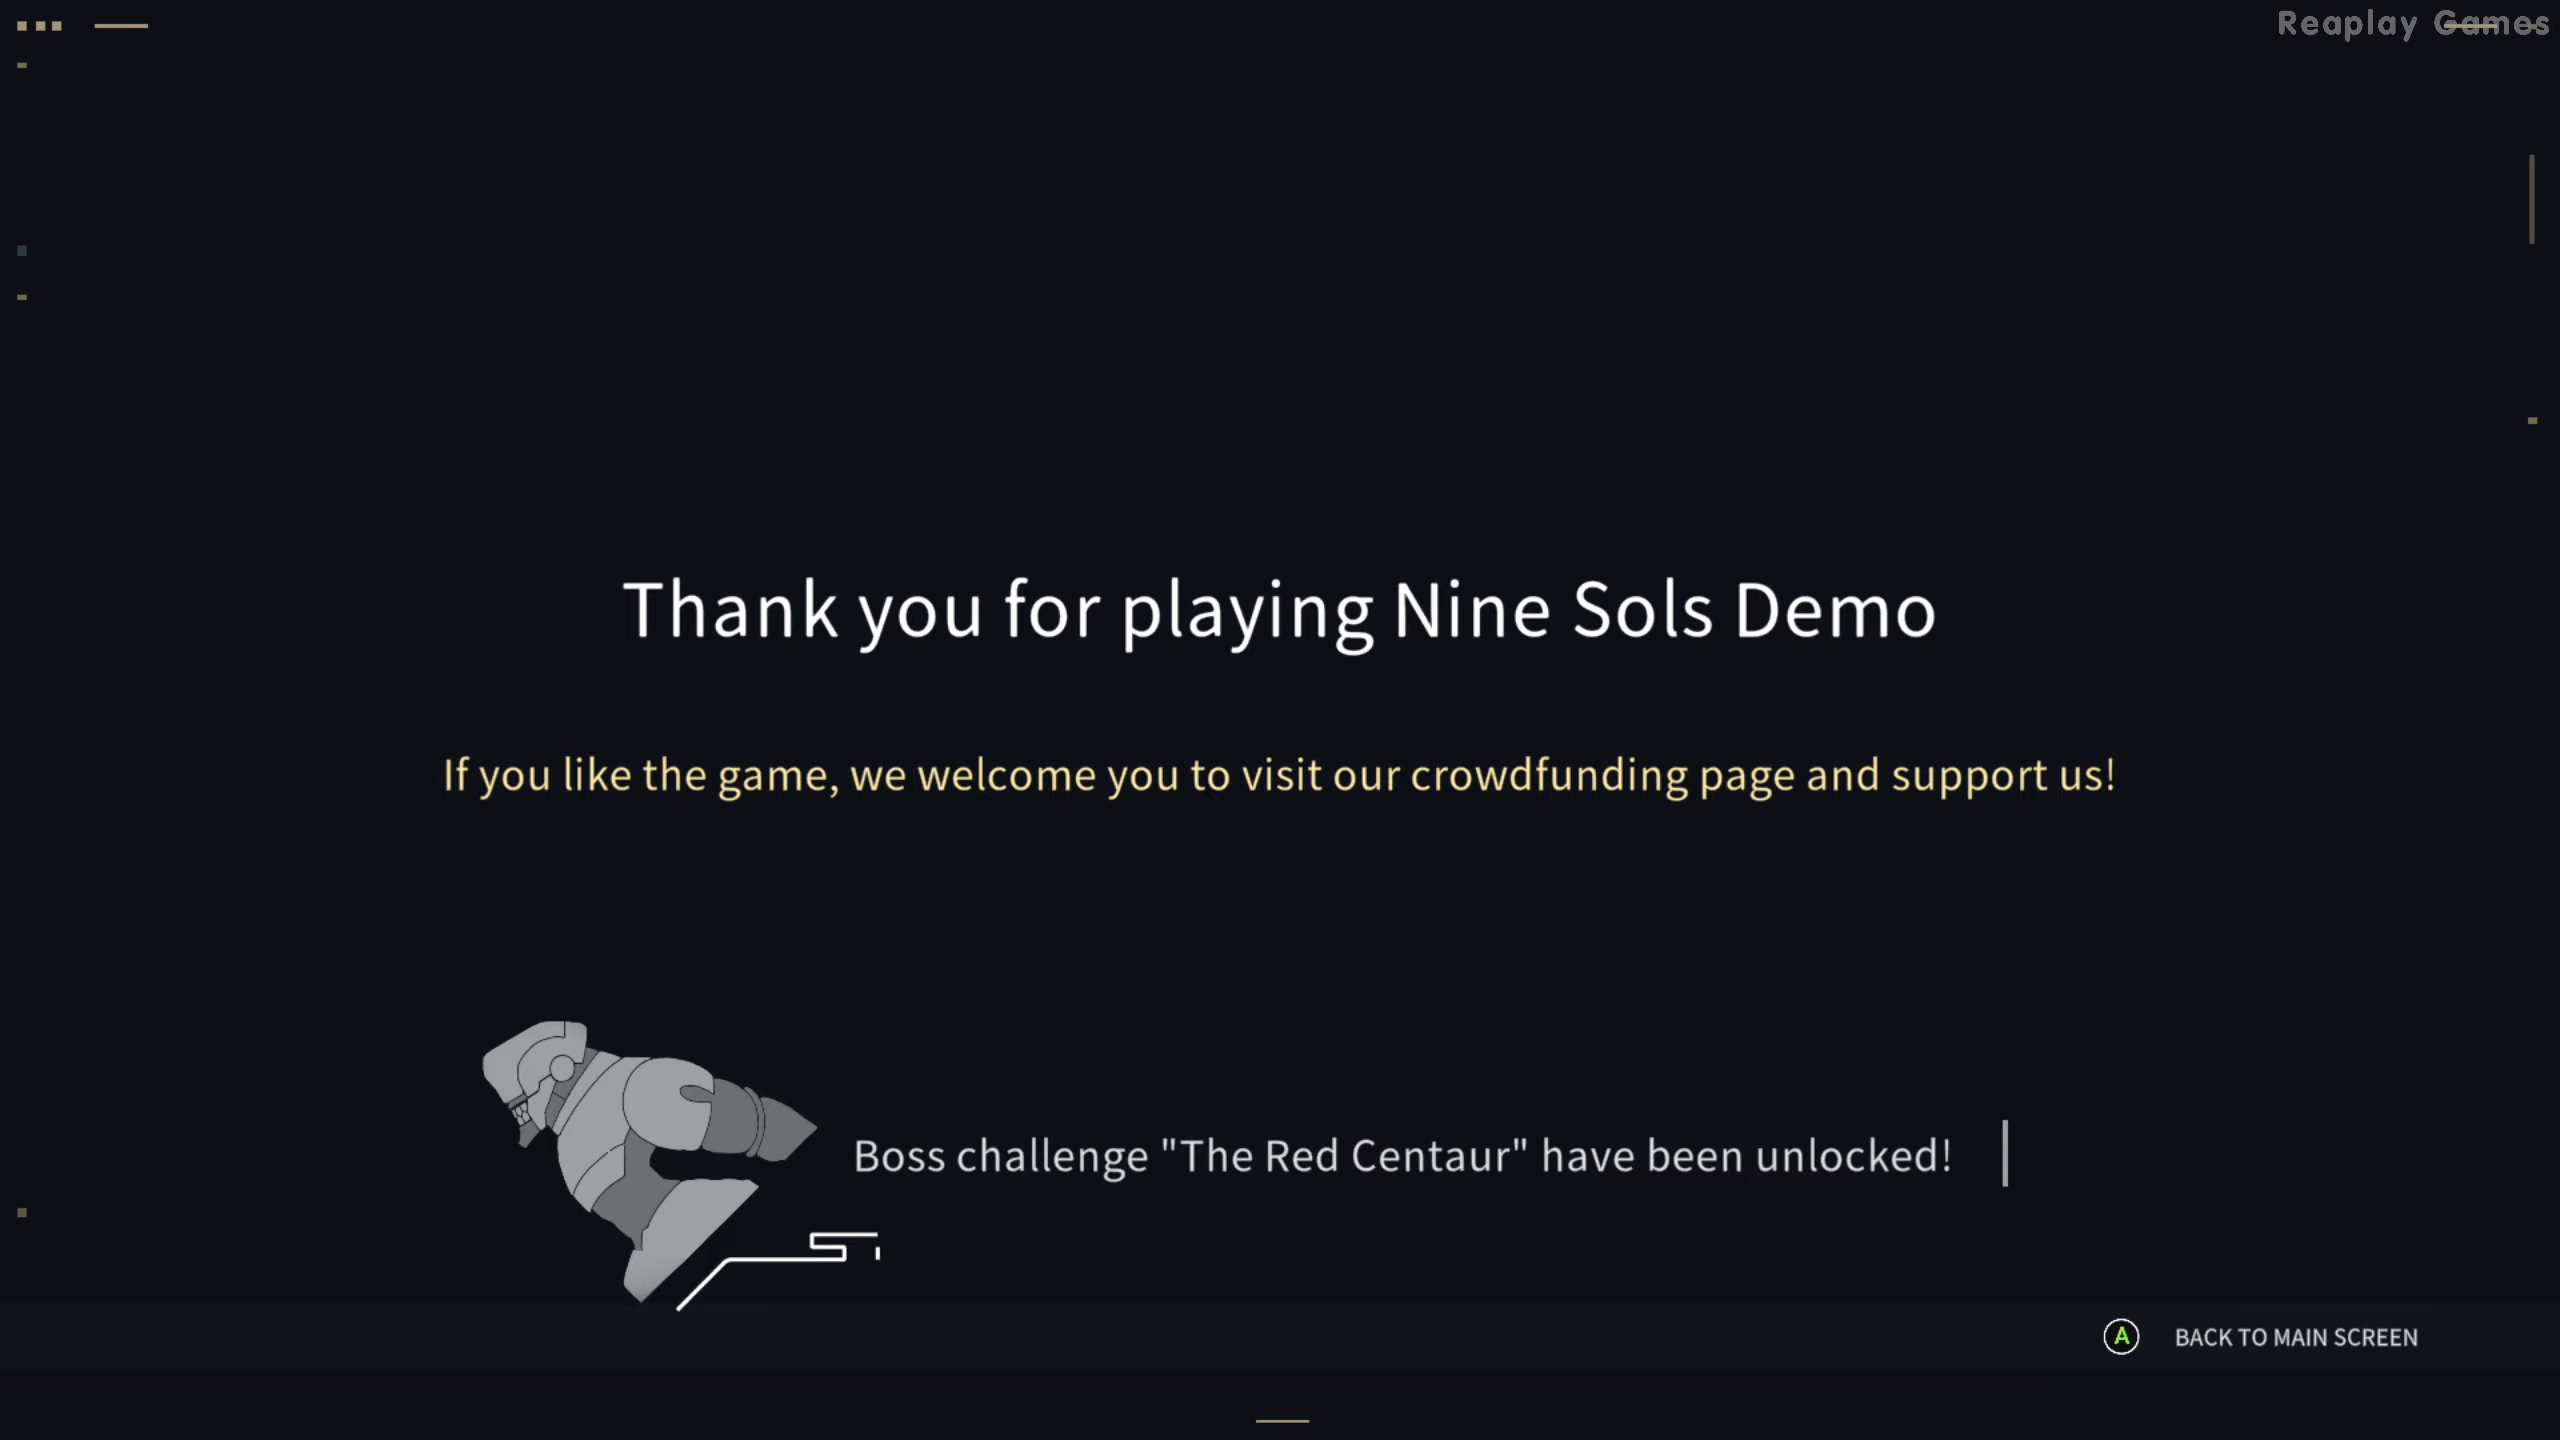 Reaplay Games
Thank you for playing Nine Sols Demo
If you like the game, we welcome you to visit our crowdfunding page and support us!
Boss challenge "The Red Centaur" have been unlocked!
A BACK TO MAIN SCREEN